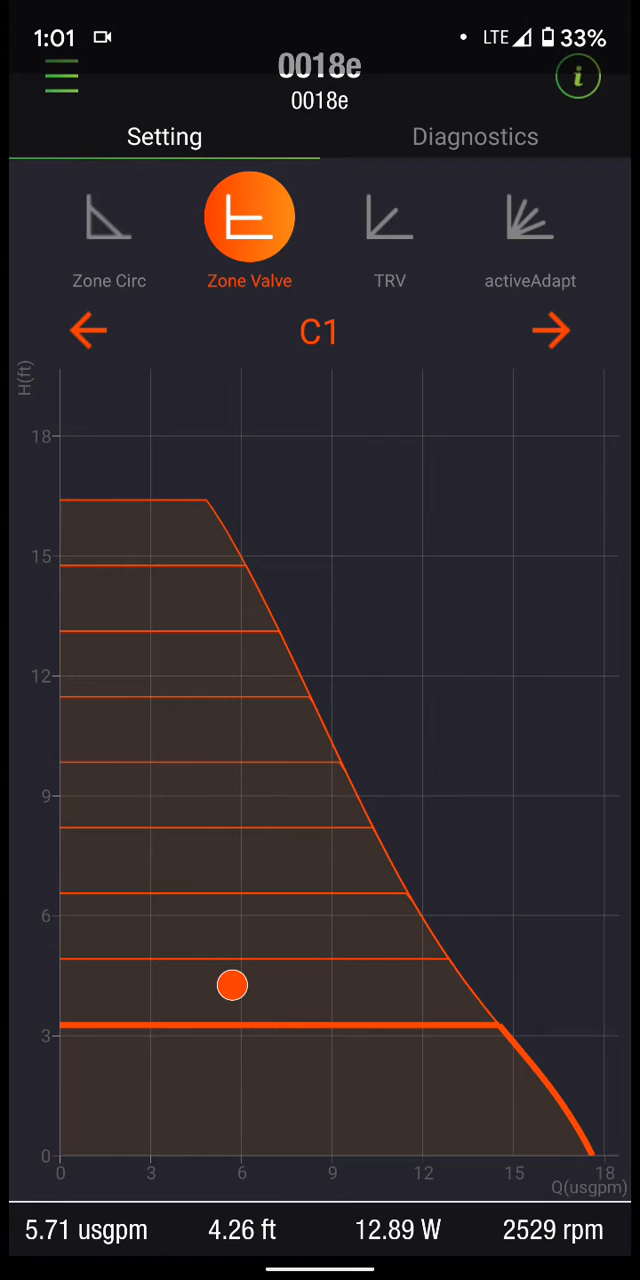 1:01 LTE 33%
0018e
0018e
Setting Diagnostics
Zone Circ Zone Valve TRV activeAdapt
C1
H(ft)
18
15
12
9
6
3
0
0 3 6 9 12 15 18
Q(usgpm)
5.71 usgpm 4.26 ft 12.89 W 2529 rpm